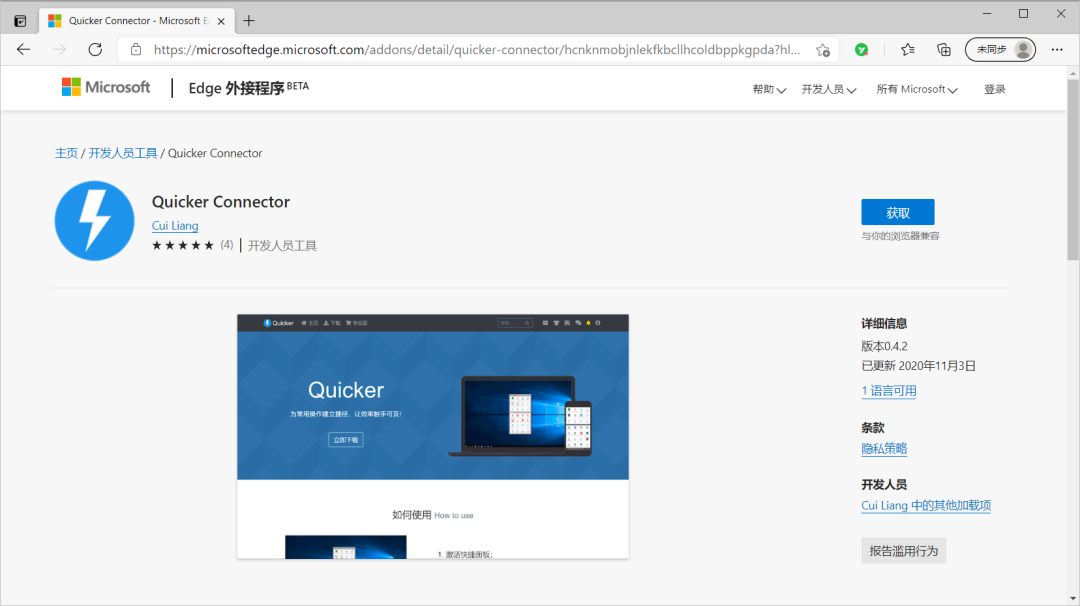 Quicker Connector - Microsoft E
https://microsoftedge.microsoft.com/addons/detail/quicker-connector/hcnknmobjnlekfkbcllhcoldbppkgpda?hl...
未同步
Microsoft
Edge 外接程序 BETA
帮助
开发人员
所有 Microsoft
登录
主页 / 开发人员工具 / Quicker Connector
Quicker Connector
Cui Liang
(4) | 开发人员工具
获取
与你的浏览器兼容
Quicker 主页 下载 专业版
Quicker
为常用操作建立捷径，让效率触手可及！
立即下载
如何使用 How to use
1. 激活快捷面板;
详细信息
版本0.4.2
已更新 2020年11月3日
1 语言可用
条款
隐私策略
开发人员
Cui Liang 中的其他加载项
报告滥用行为